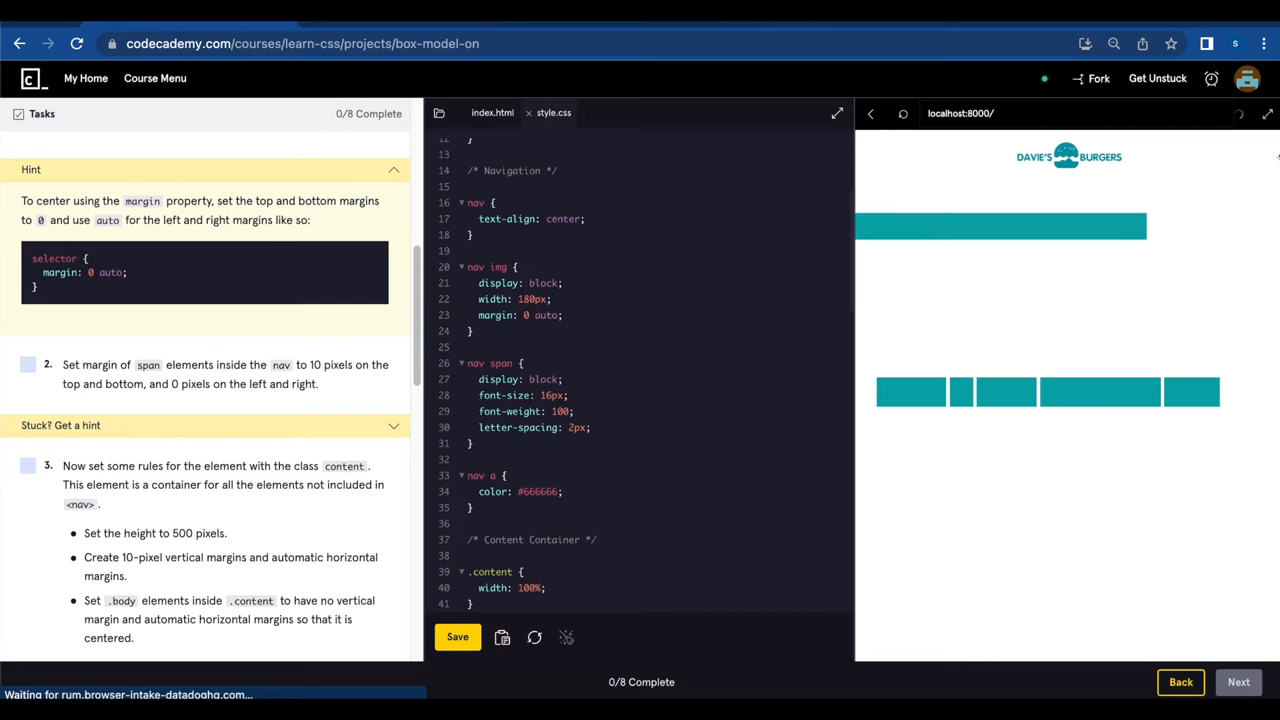 codecademy.com/courses/learn-css/projects/box-model-on
S
My Home
Course Menu
Fork
Get Unstuck
Tasks
0/8 Complete
Hint
To center using the margin property, set the top and bottom margins
to 0 and use auto for the left and right margins like so:
selector {
margin: 0 auto;
}
2. Set margin of span elements inside the nav to 10 pixels on the
top and bottom, and 0 pixels on the left and right.
Stuck? Get a hint
3. Now set some rules for the element with the class content.
This element is a container for all the elements not included in
<nav>.
● Set the height to 500 pixels.
● Create 10-pixel vertical margins and automatic horizontal
margins.
● Set .body elements inside .content to have no vertical
margin and automatic horizontal margins so that it is
centered.
index.html
× style.css
12 }
13
14 /* Navigation */
15
16 nav {
17 text-align: center;
18 }
19
20 nav img {
21 display: block;
22 width: 180px;
23 margin: 0 auto;
24 }
25
26 nav span {
27 display: block;
28 font-size: 16px;
29 font-weight: 100;
30 letter-spacing: 2px;
31 }
32
33 nav a {
34 color: #666666;
35 }
36
37 /* Content Container */
38
39 .content {
40 width: 100%;
41 }
Save
localhost:8000/
DAVIE'S BURGERS
0/8 Complete
Back
Next
Waiting for rum.browser-intake-datadoghq.com...